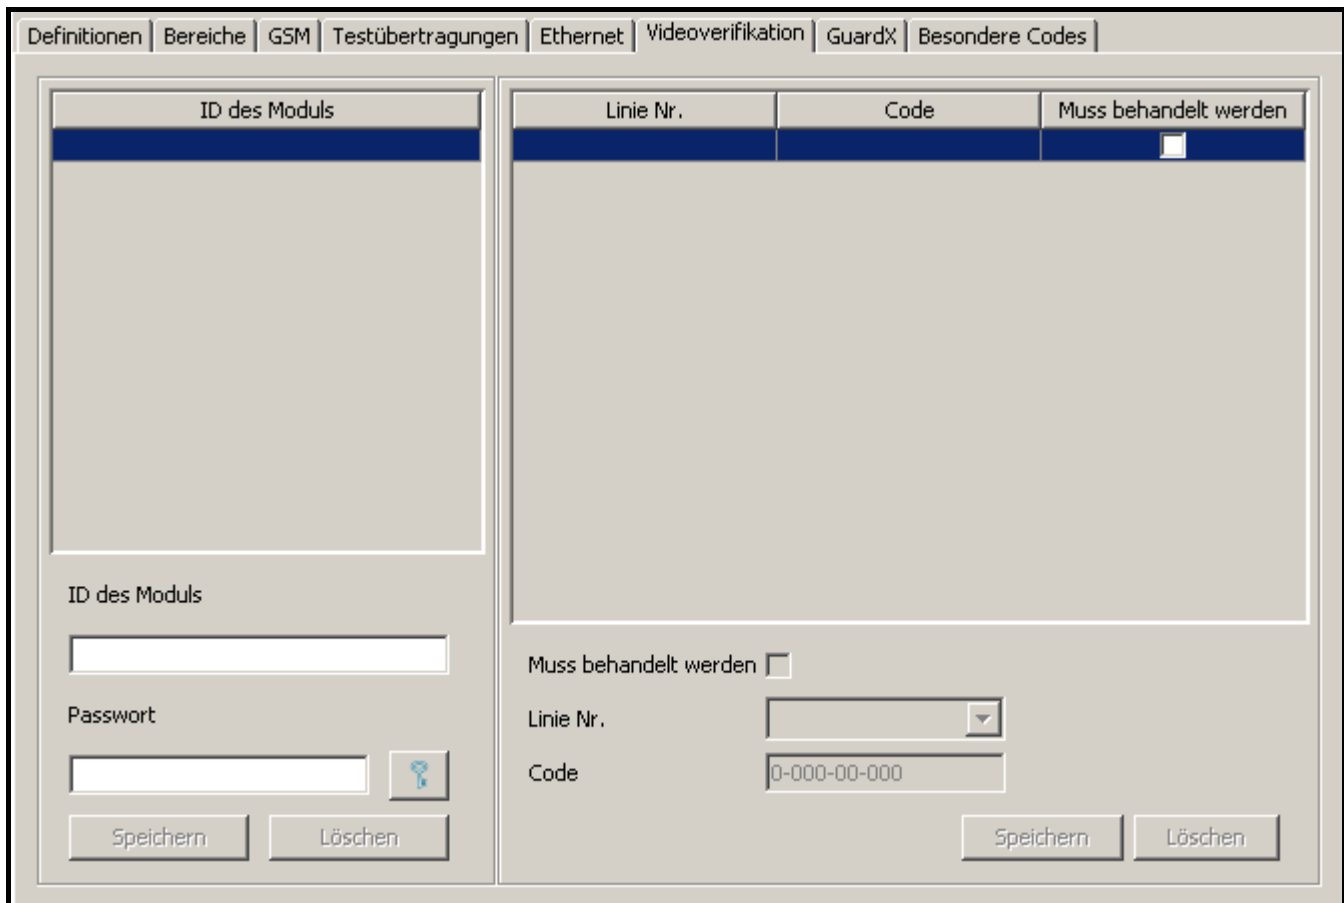 Definitionen Bereiche GSM Testübertragungen Ethernet Videoverifikation GuardX Besondere Codes
ID des Moduls
Linie Nr. Code Muss behandelt werden
ID des Moduls
Passwort
Speichern Löschen
Muss behandelt werden
Linie Nr.
Code 0-000-00-000
Speichern Löschen